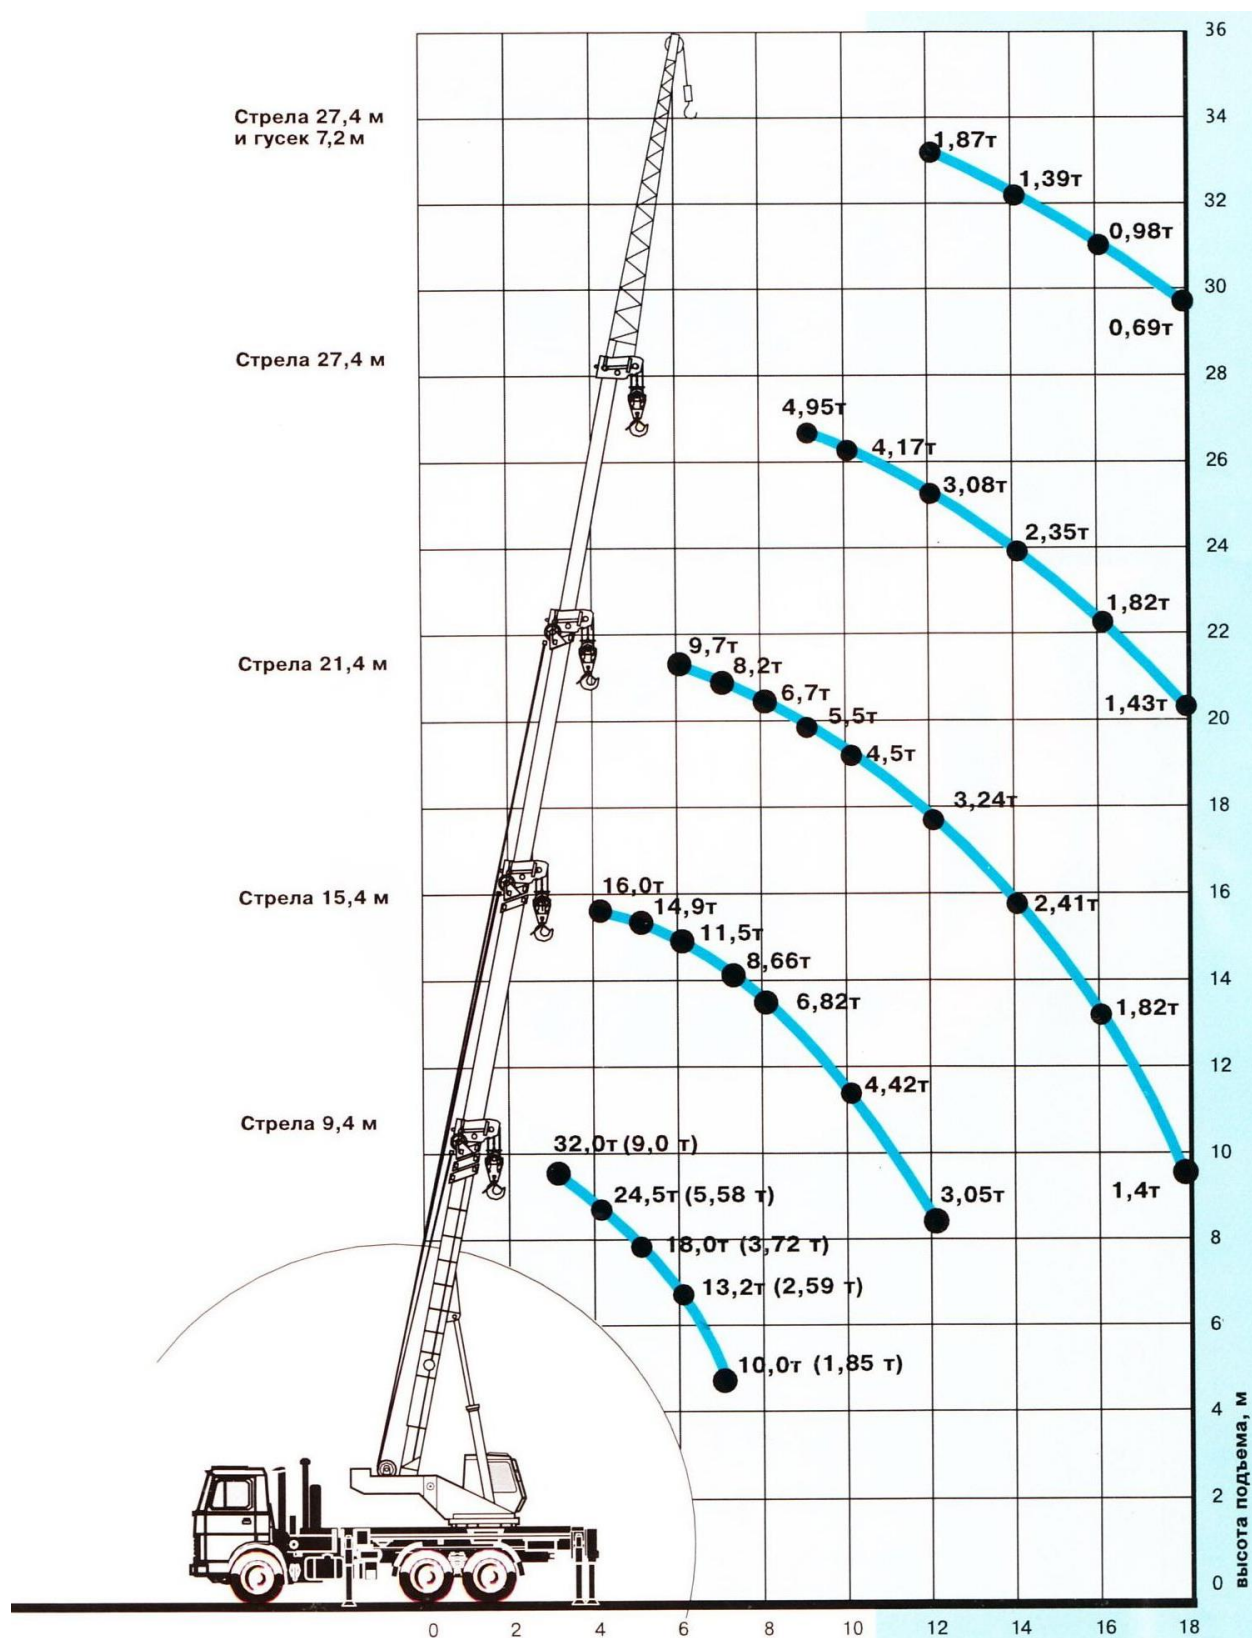 36
Стрела 27,4 м
и гусек 7,2 м
34
1,87т
1,39т
32
0,98т
30
0,69т
Стрела 27,4 м
28
4,95т
4,17т
26
3,08т
2,35т
24
1,82т
22
Стрела 21,4 м
9,7т
8,2т
6,7т
5,5т
4,5т
1,43т
20
3,24т
18
Стрела 15,4 м
16,0т
14,9т
11,5т
8,66т
6,82т
16
2,41т
14
1,82т
12
4,42т
Стрела 9,4 м
10
32,0т (9,0 т)
24,5т (5,58 т)
18,0т (3,72 т)
13,2т (2,59 т)
10,0т (1,85 т)
3,05т
1,4т
8
6
4
2
0
высота подъема, м
0 2 4 6 8 10 12 14 16 18